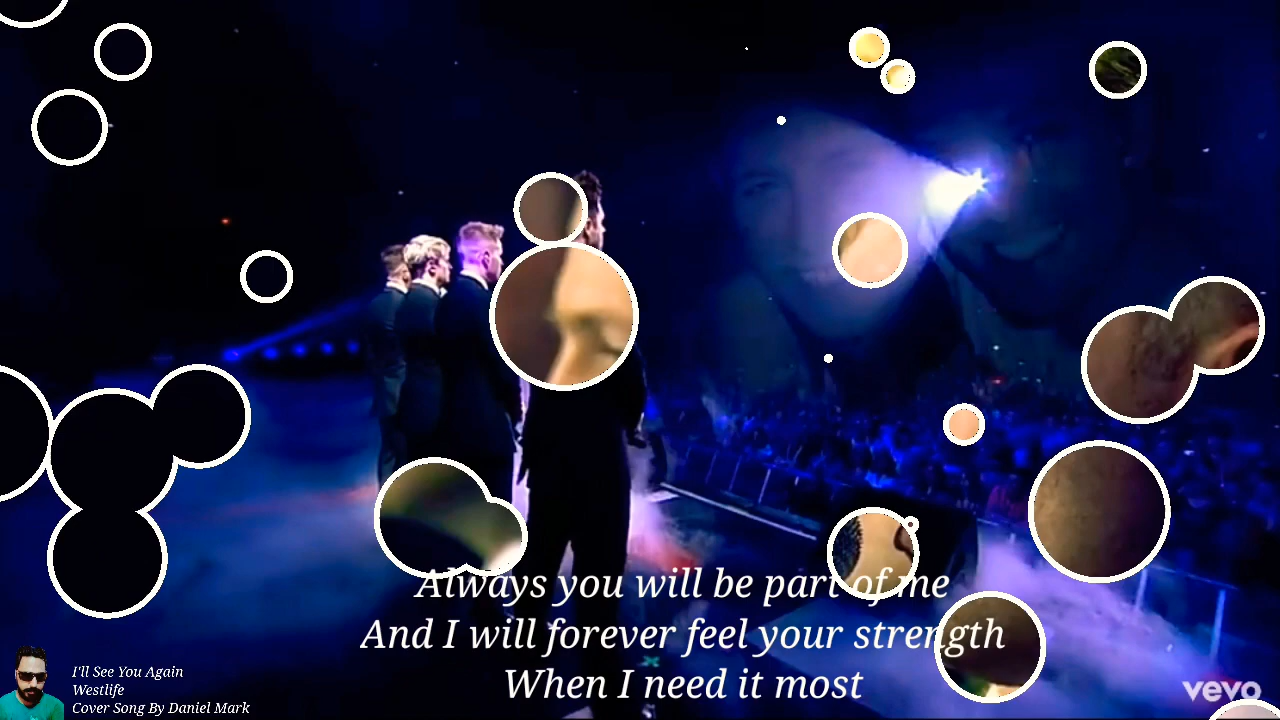 Always you will be part of me
And I will forever feel your strength
When I need it most
I'll See You Again
Westlife
Cover Song By Daniel Mark
vevo